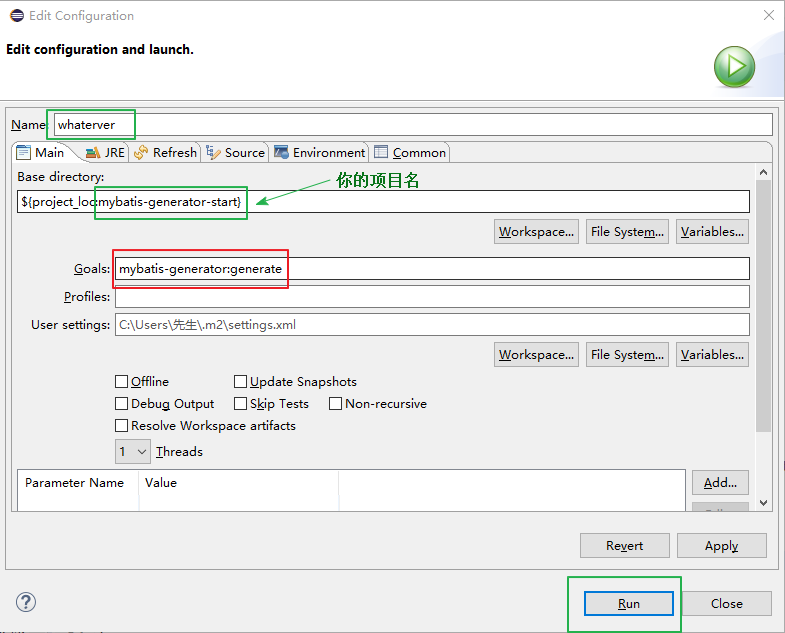 Edit Configuration
Edit configuration and launch.
Name: whaterver
Main JRE Refresh Source Environment Common
Base directory:
你的项目名
${project_loc:mybatis-generator-start}
Workspace... File System... Variables...
Goals: mybatis-generator:generate
Profiles:
User settings: C:\Users\先生\.m2\settings.xml
Workspace... File System... Variables...
Offline Update Snapshots
Debug Output Skip Tests Non-recursive
Resolve Workspace artifacts
1 Threads
Parameter Name Value Add...
Revert Apply
? Run Close